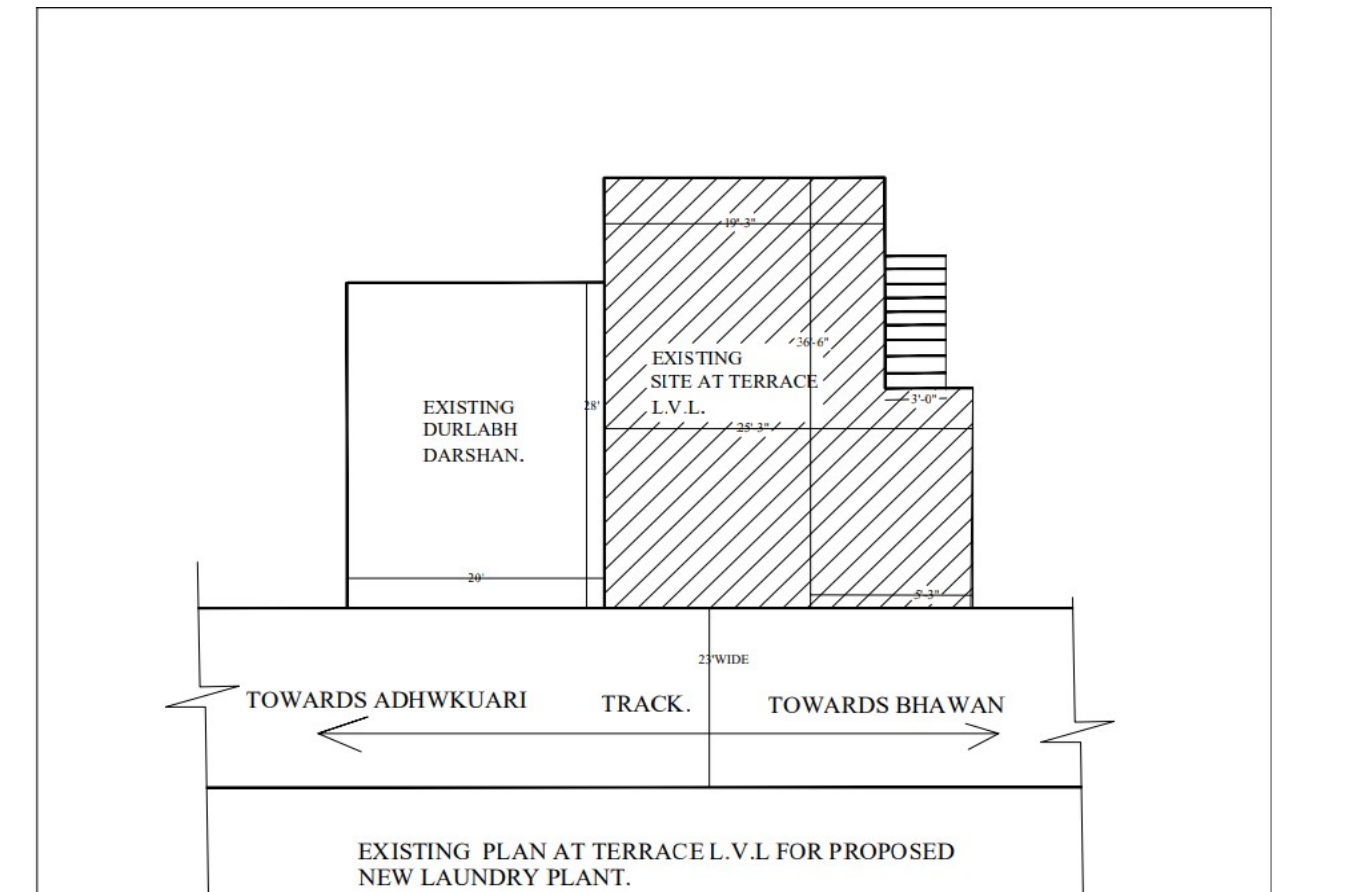 19'-3"
36'-6"
EXISTING
SITE AT TERRACE
L.V.L.
3'-0"
28'
EXISTING
DURLABH
DARSHAN.
25'-3"
20'
5'-3"
23'WIDE
TOWARDS ADHWKUARI
TRACK.
TOWARDS BHAWAN
EXISTING PLAN AT TERRACE L.V.L FOR PROPOSED
NEW LAUNDRY PLANT.